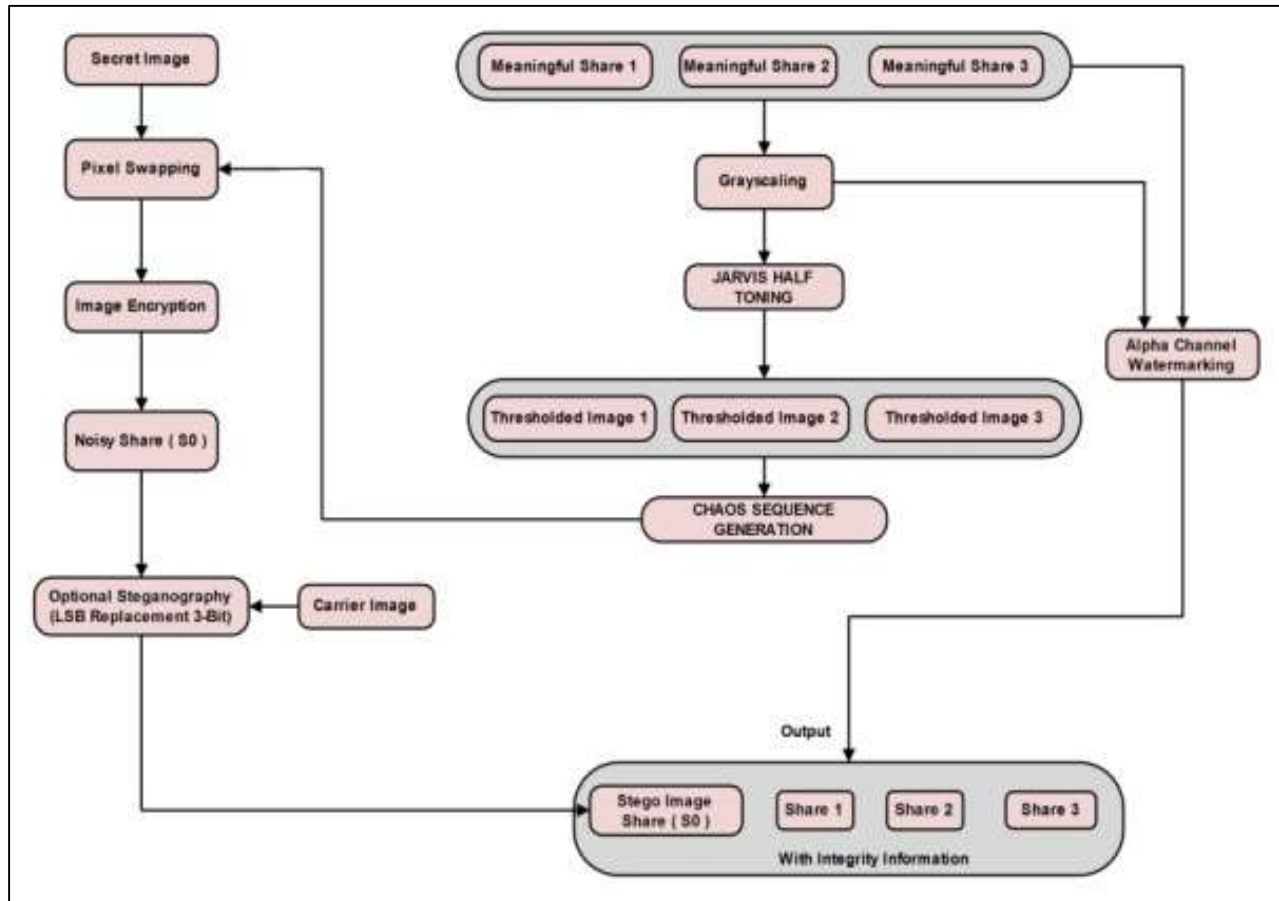 Secret Image
Meaningful Share 1
Meaningful Share 2
Meaningful Share 3
Pixel Swapping
Grayscaling
JARVIS HALF
TONING
Image Encryption
Alpha Channel
Watermarking
Thresholded Image 1
Thresholded Image 2
Thresholded Image 3
Noisy Share ( S0 )
CHAOS SEQUENCE
GENERATION
Optional Steganography
(LSB Replacement 3-Bit)
Carrier Image
Output
Stego Image
Share ( S0 )
Share 1
Share 2
Share 3
With Integrity Information